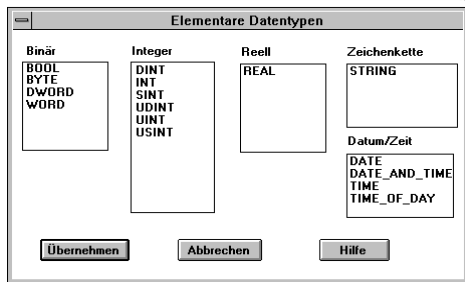 Elementare Datentypen
Binär
BOOL
BYTE
DWORD
WORD
Integer
DINT
INT
SINT
UDINT
UINT
USINT
Reell
REAL
Zeichenkette
STRING
Datum/Zeit
DATE
DATE_AND_TIME
TIME
TIME_OF_DAY
Übernehmen
Abbrechen
Hilfe